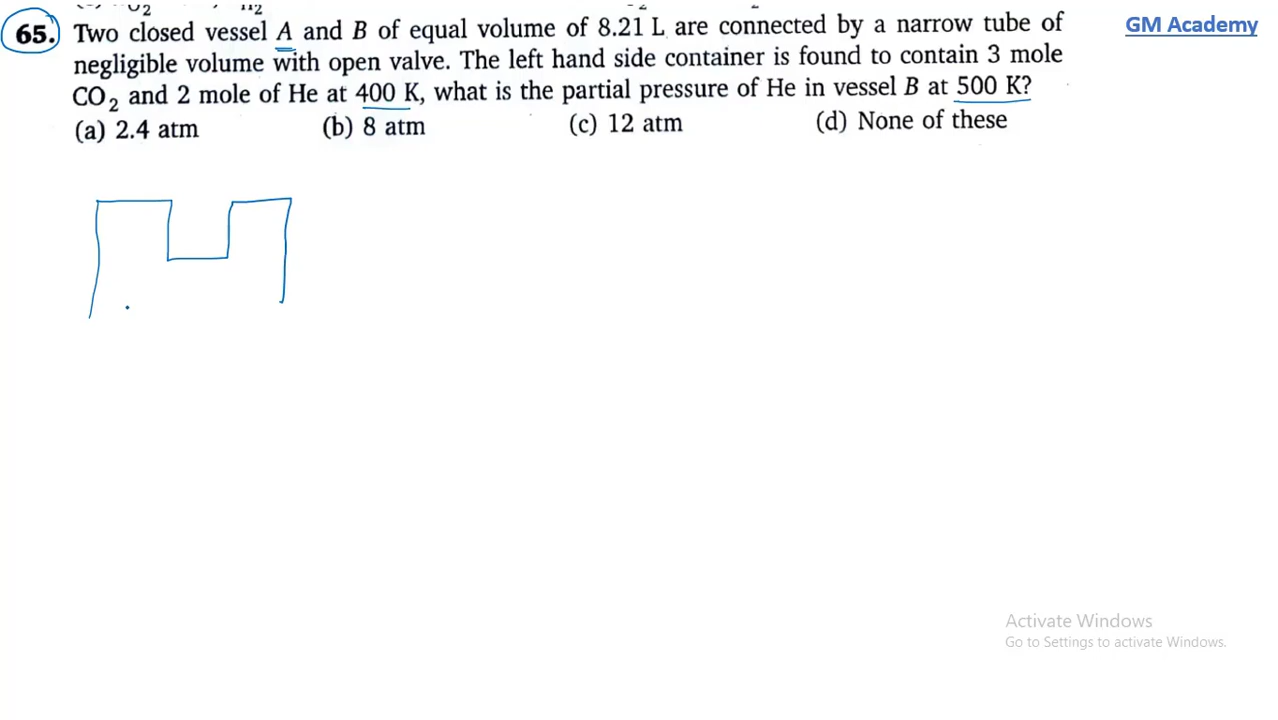 GM Academy
65. Two closed vessel A and B of equal volume of 8.21 L are connected by a narrow tube of
negligible volume with open valve. The left hand side container is found to contain 3 mole
CO₂ and 2 mole of He at 400 K, what is the partial pressure of He in vessel B at 500 K?
(a) 2.4 atm (b) 8 atm (c) 12 atm (d) None of these
Activate Windows
Go to Settings to activate Windows.